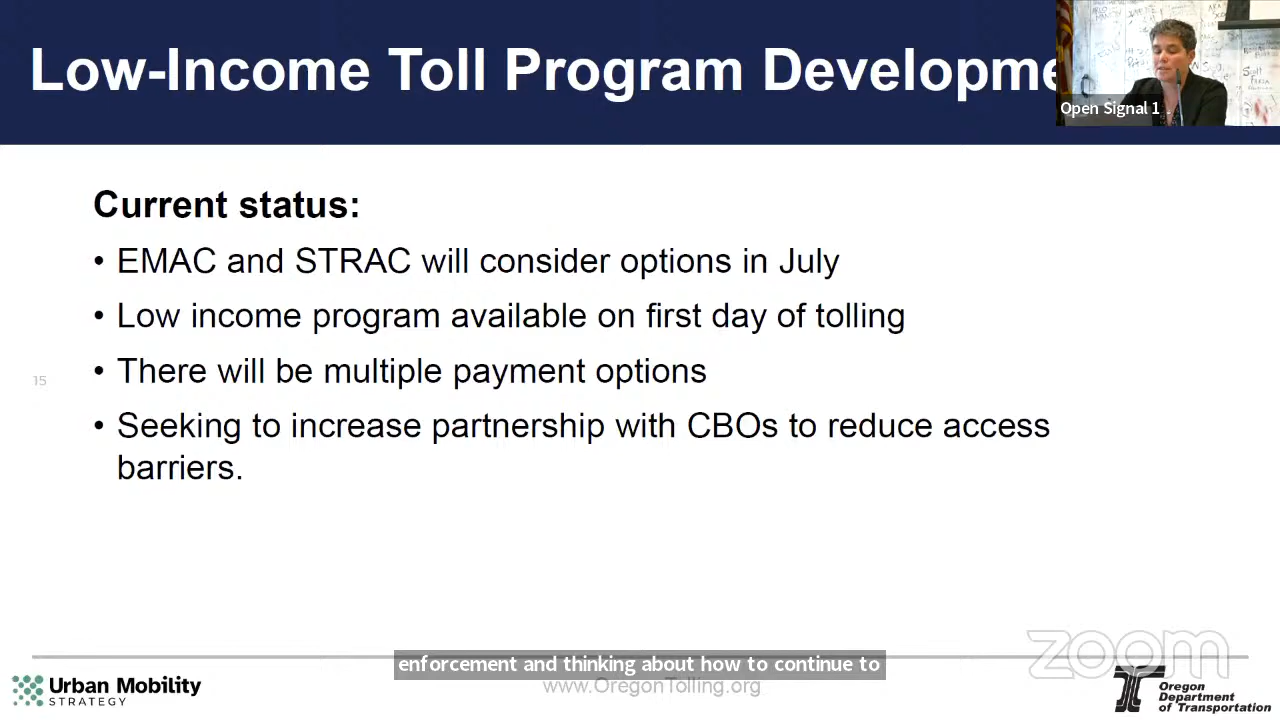 Low-Income Toll Program Developme
Open Signal 1
Current status:
• EMAC and STRAC will consider options in July
• Low income program available on first day of tolling
• There will be multiple payment options
15
• Seeking to increase partnership with CBOs to reduce access
barriers.
zoom
enforcement and thinking about how to continue to
www.OregonTolling.org
Urban Mobility
STRATEGY
Oregon
Department
of Transportation